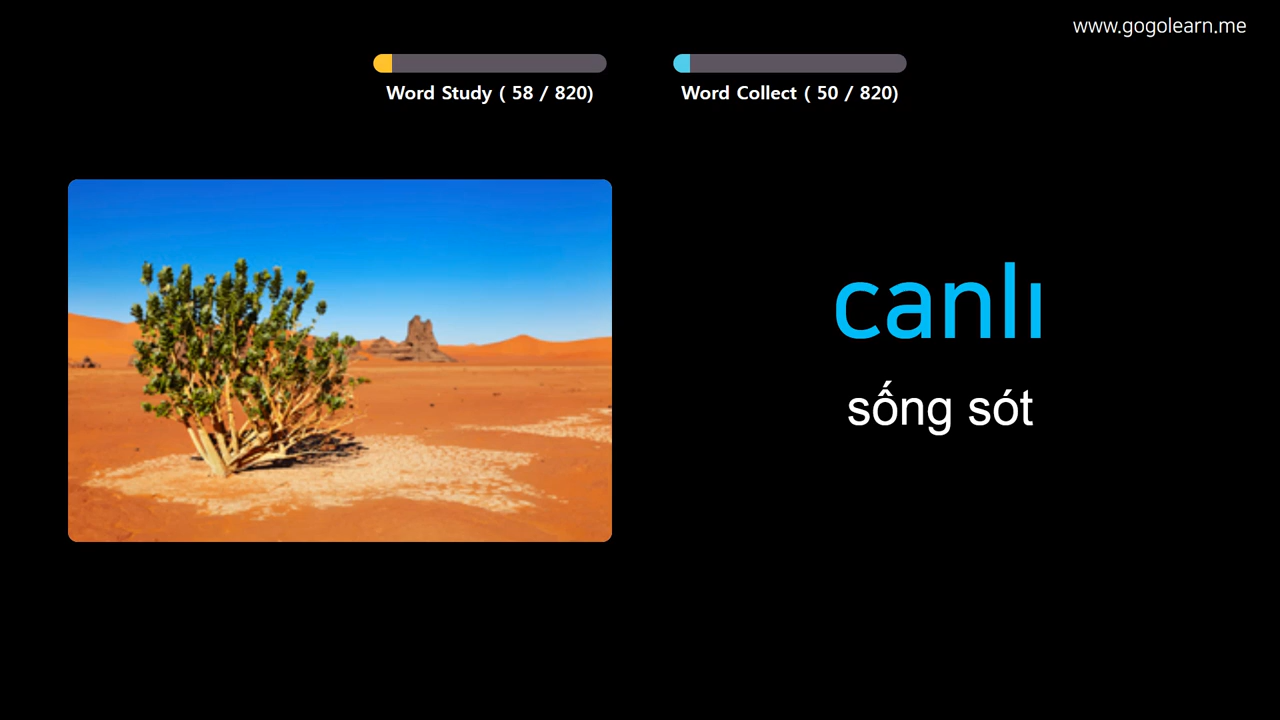 www.gogolearn.me
Word Study ( 58 / 820)
Word Collect ( 50 / 820)
canlı
sống sót